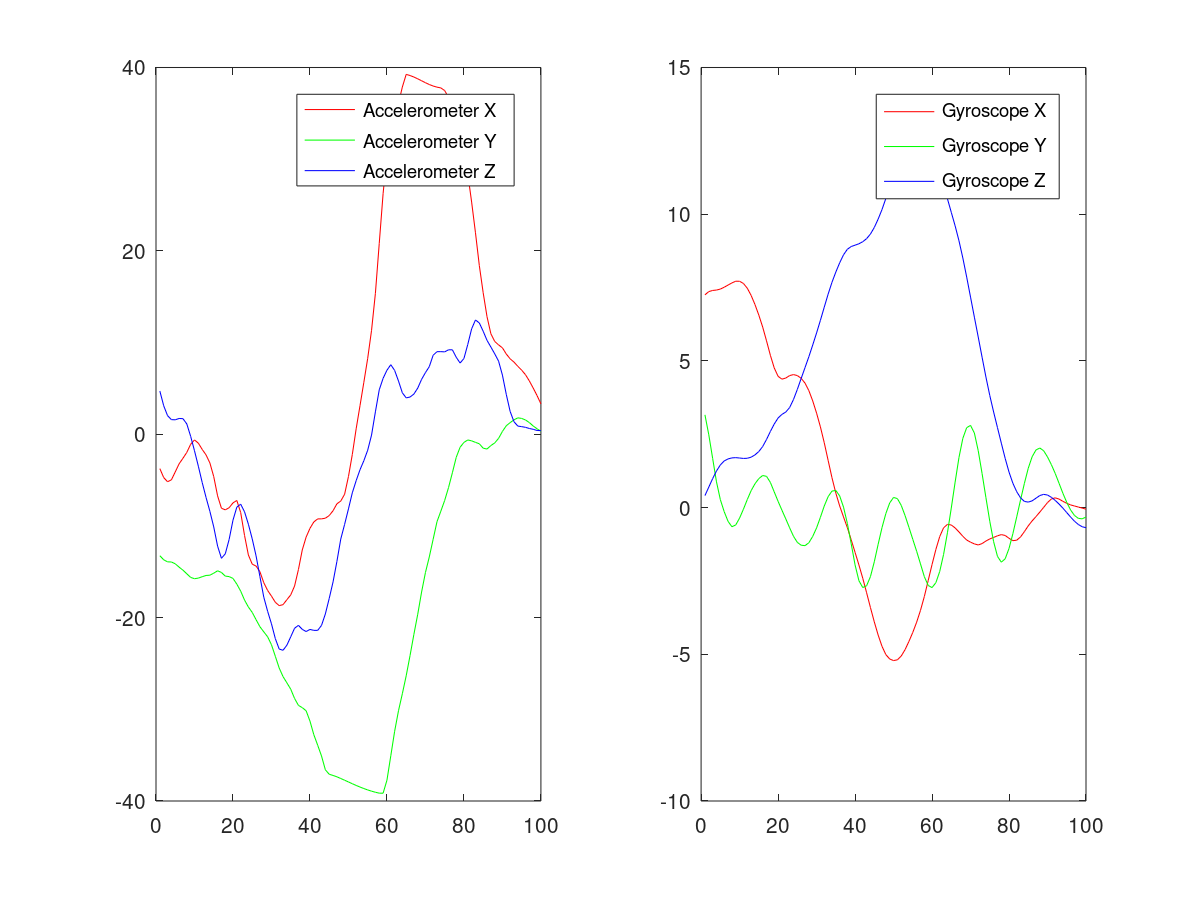 40
20
0
-20
-40
0 20 40 60 80 100
Accelerometer X
Accelerometer Y
Accelerometer Z
15
10
5
0
-5
-10
0 20 40 60 80 100
Gyroscope X
Gyroscope Y
Gyroscope Z